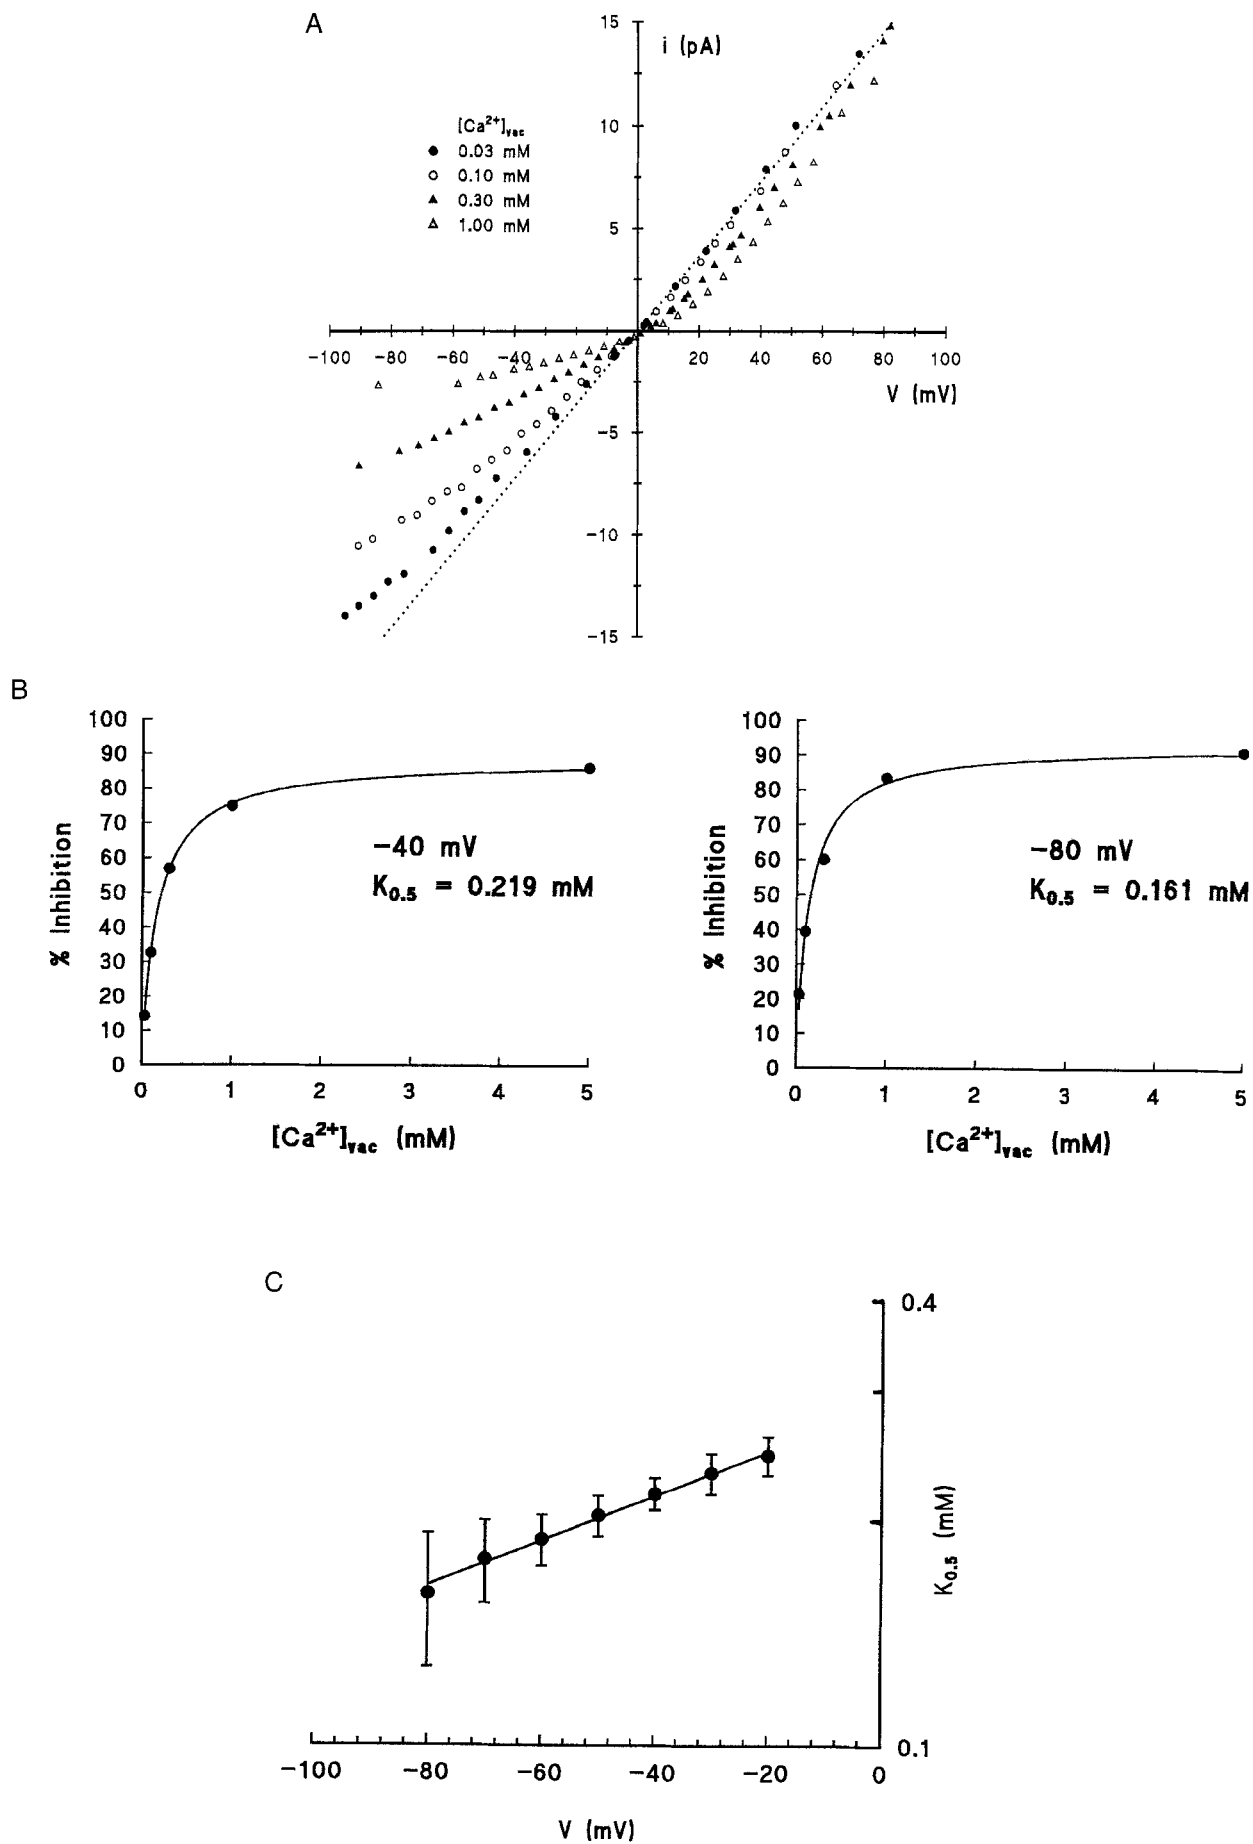 A
15
i (pA)
[Ca²⁺]vac
0.03 mM
0.10 mM
0.30 mM
1.00 mM
10
5
-100 -80 -60 -40 20 40 60 80 100
V (mV)
-5
-10
-15
B
100
90
80
70
60
50
40
30
20
10
0
% Inhibition
-40 mV
K0.5 = 0.219 mM
0 1 2 3 4 5
[Ca²⁺]vac (mM)
100
90
80
70
60
50
40
30
20
10
0
% Inhibition
-80 mV
K0.5 = 0.161 mM
0 1 2 3 4 5
[Ca²⁺]vac (mM)
C
0.4
K0.5 (mM)
0.1
-100 -80 -60 -40 -20 0
V (mV)